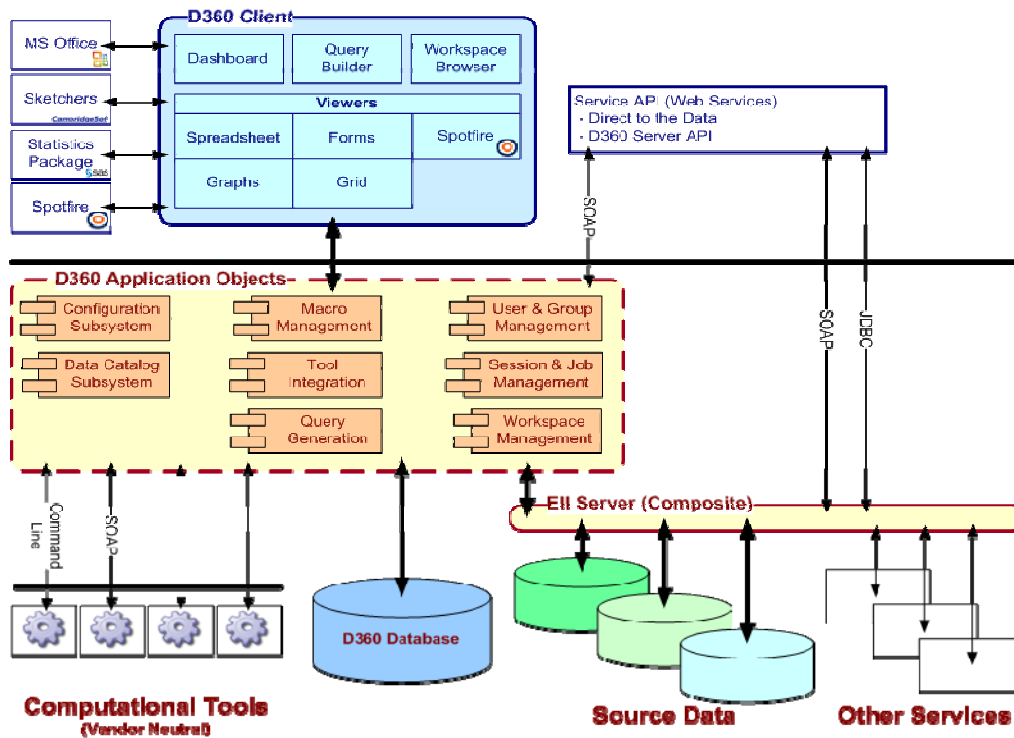 D360 Client
MS Office
Dashboard
Query
Builder
Workspace
Browser
Sketchers
CambridgeSoft
Viewers
Service API (Web Services)
- Direct to the Data
- D360 Server API
Statistics
Package
sas
Spreadsheet
Forms
Spotfire
Graphs
Grid
Spotfire
SOAP
D360 Application Objects
Configuration
Subsystem
Macro
Management
User & Group
Management
SOAP
JDBC
Data Catalog
Subsystem
Tool
Integration
Session & Job
Management
Query
Generation
Workspace
Management
Command
Line
SOAP
EII Server (Composite)
D360 Database
Computational Tools
(Vendor Neutral)
Source Data
Other Services